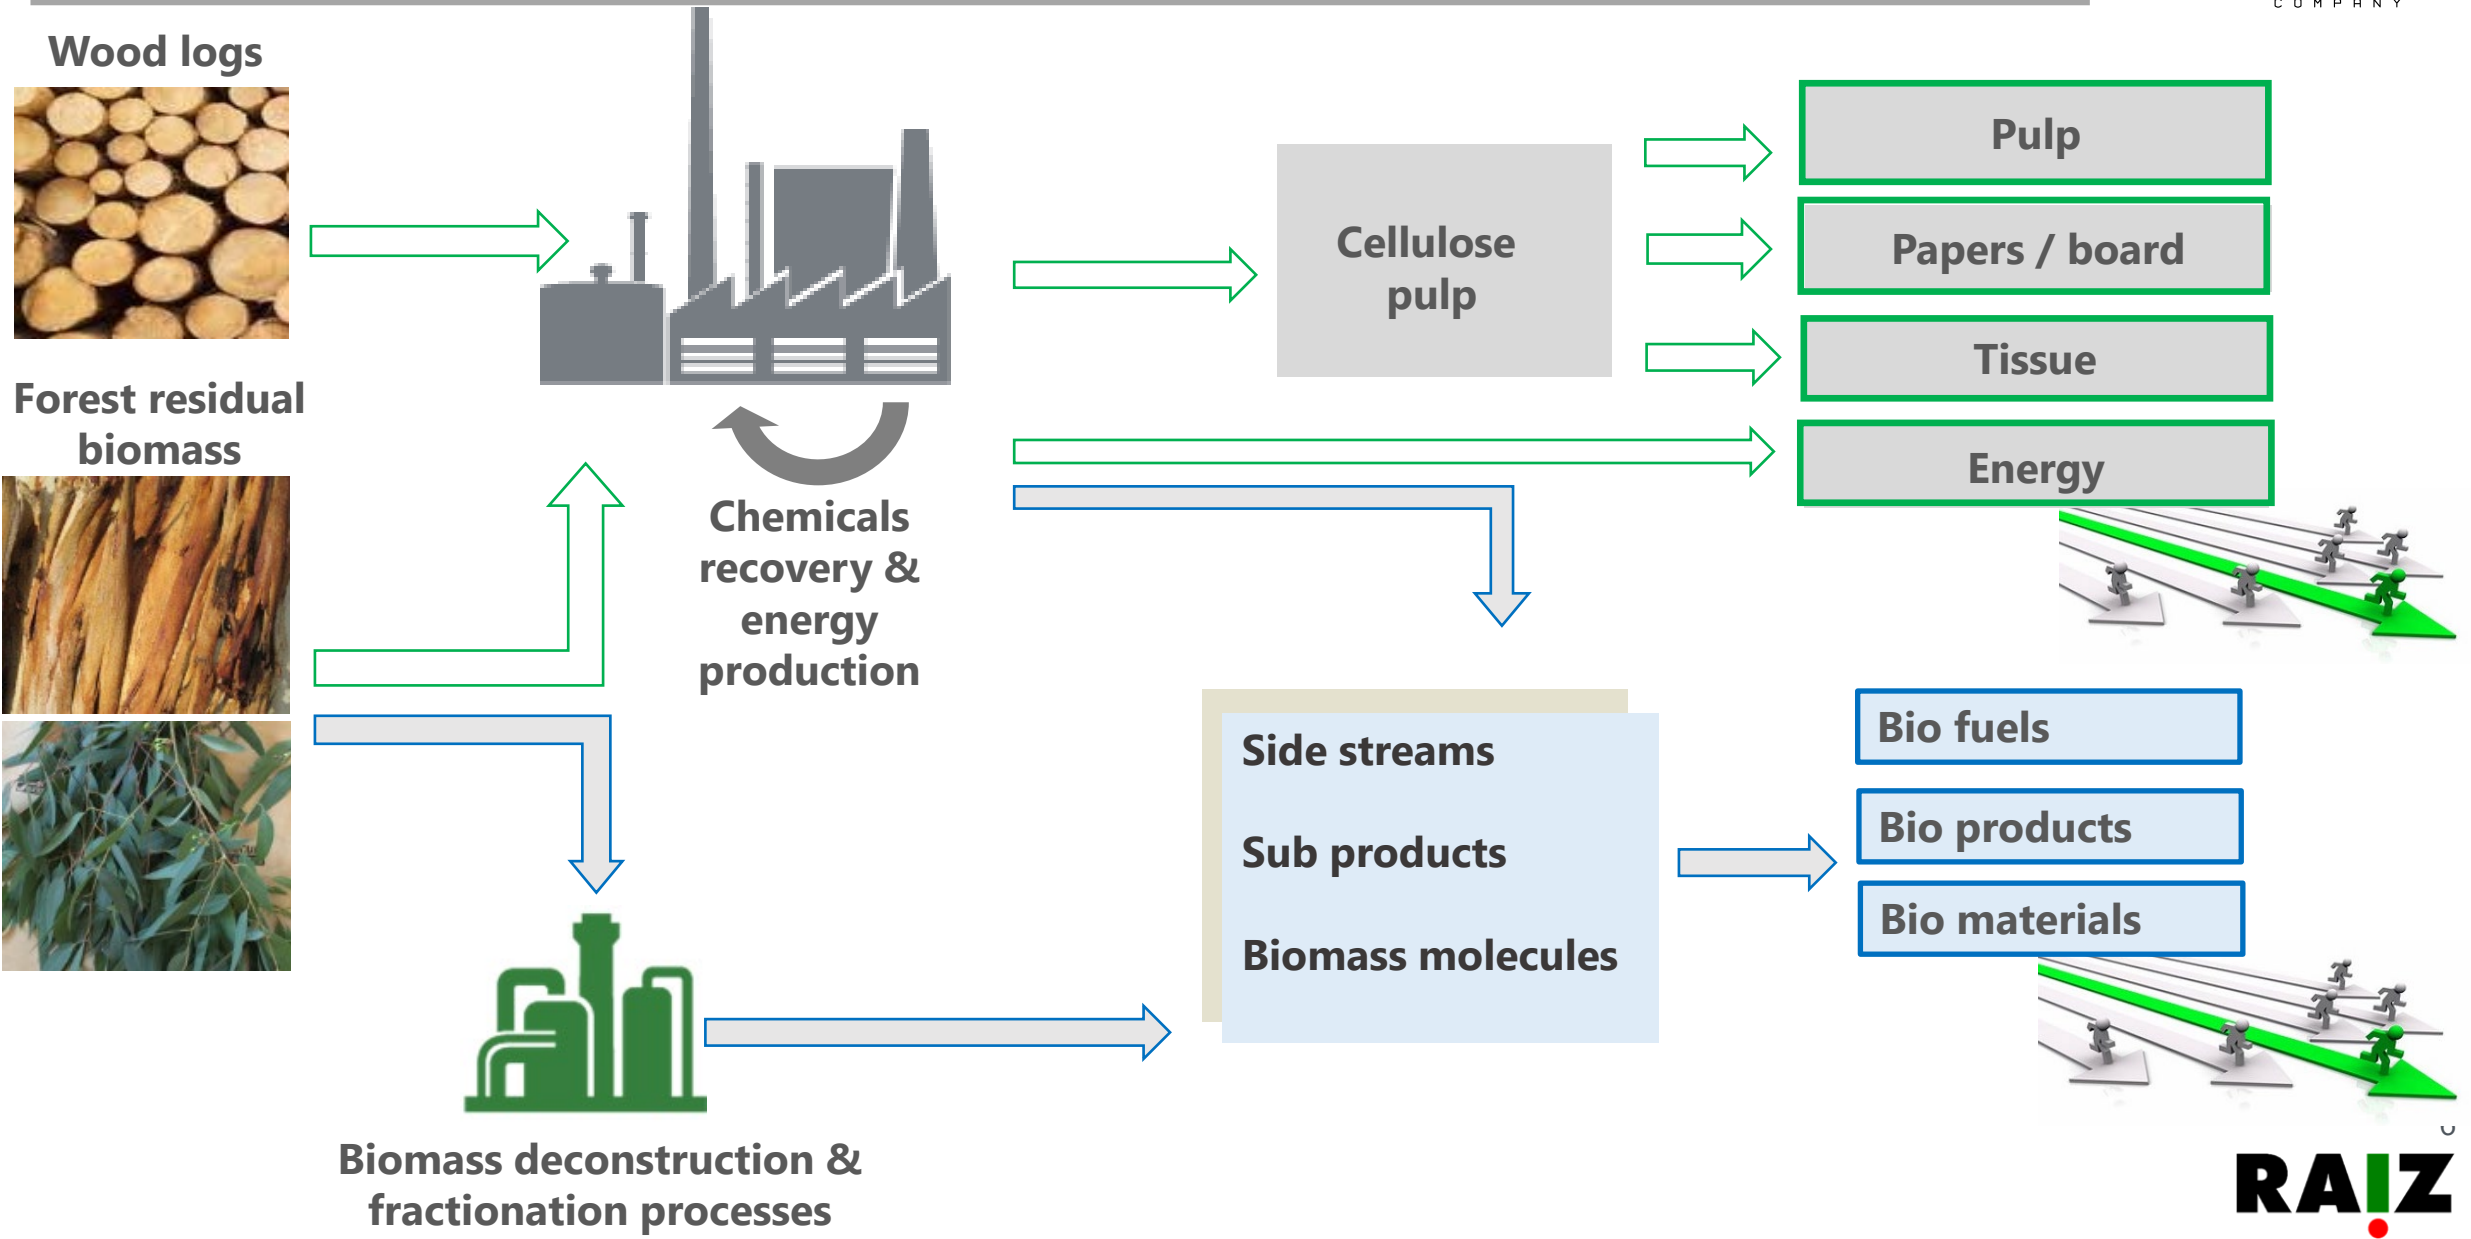 COMPANY
Wood logs
Forest residual
biomass
Chemicals
recovery &
energy
production
Cellulose
pulp
Pulp
Papers / board
Tissue
Energy
Side streams
Sub products
Biomass molecules
Bio fuels
Bio products
Bio materials
Biomass deconstruction &
fractionation processes
RAIZ